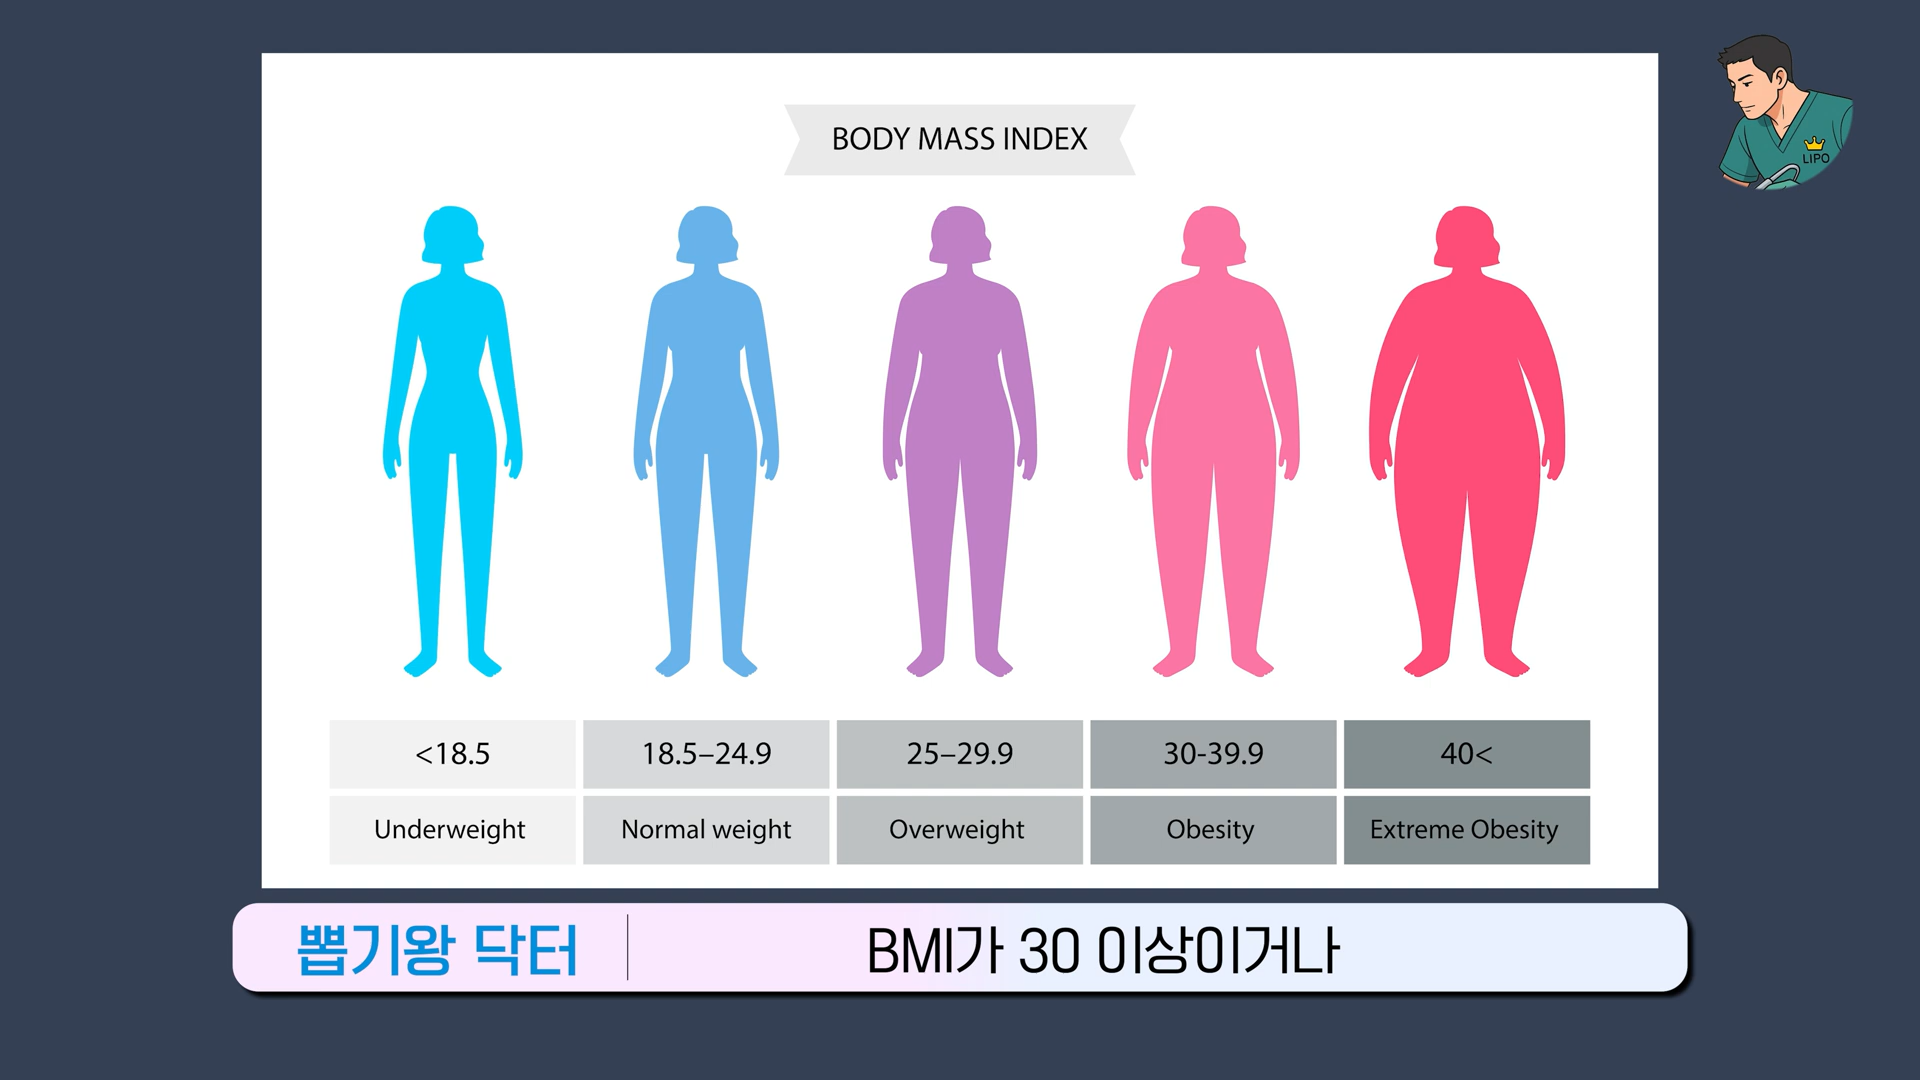 BODY MASS INDEX
LIPO
<18.5
18.5–24.9
25–29.9
30-39.9
40<
Underweight
Normal weight
Overweight
Obesity
Extreme Obesity
뽑기왕 닥터
BMI가 30 이상이거나